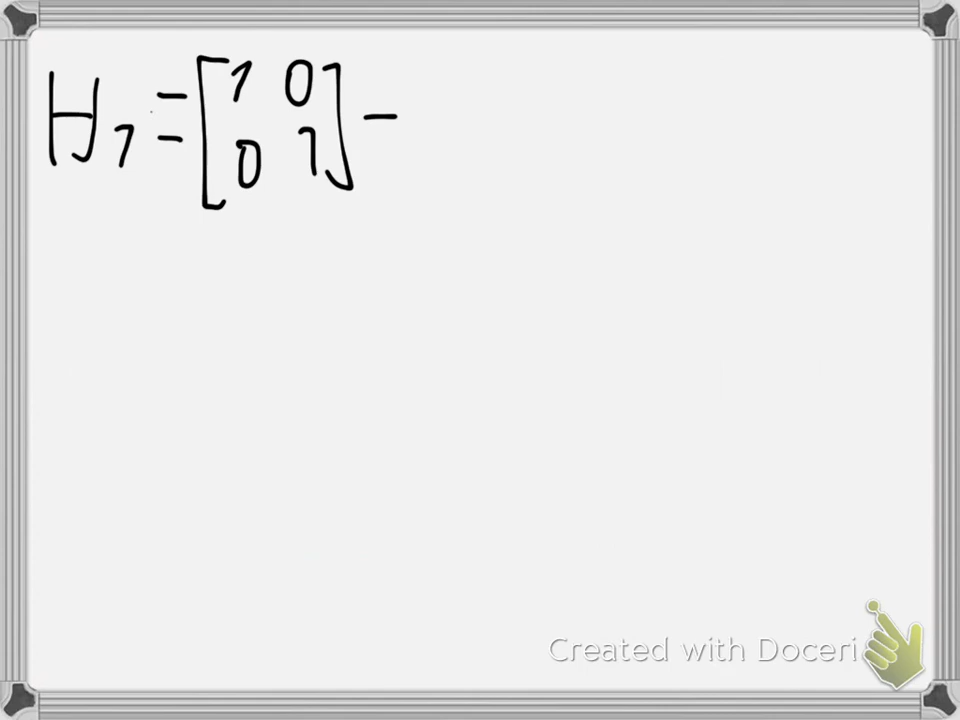 H₁ = [1 0
0 1] −
Created with Doceri